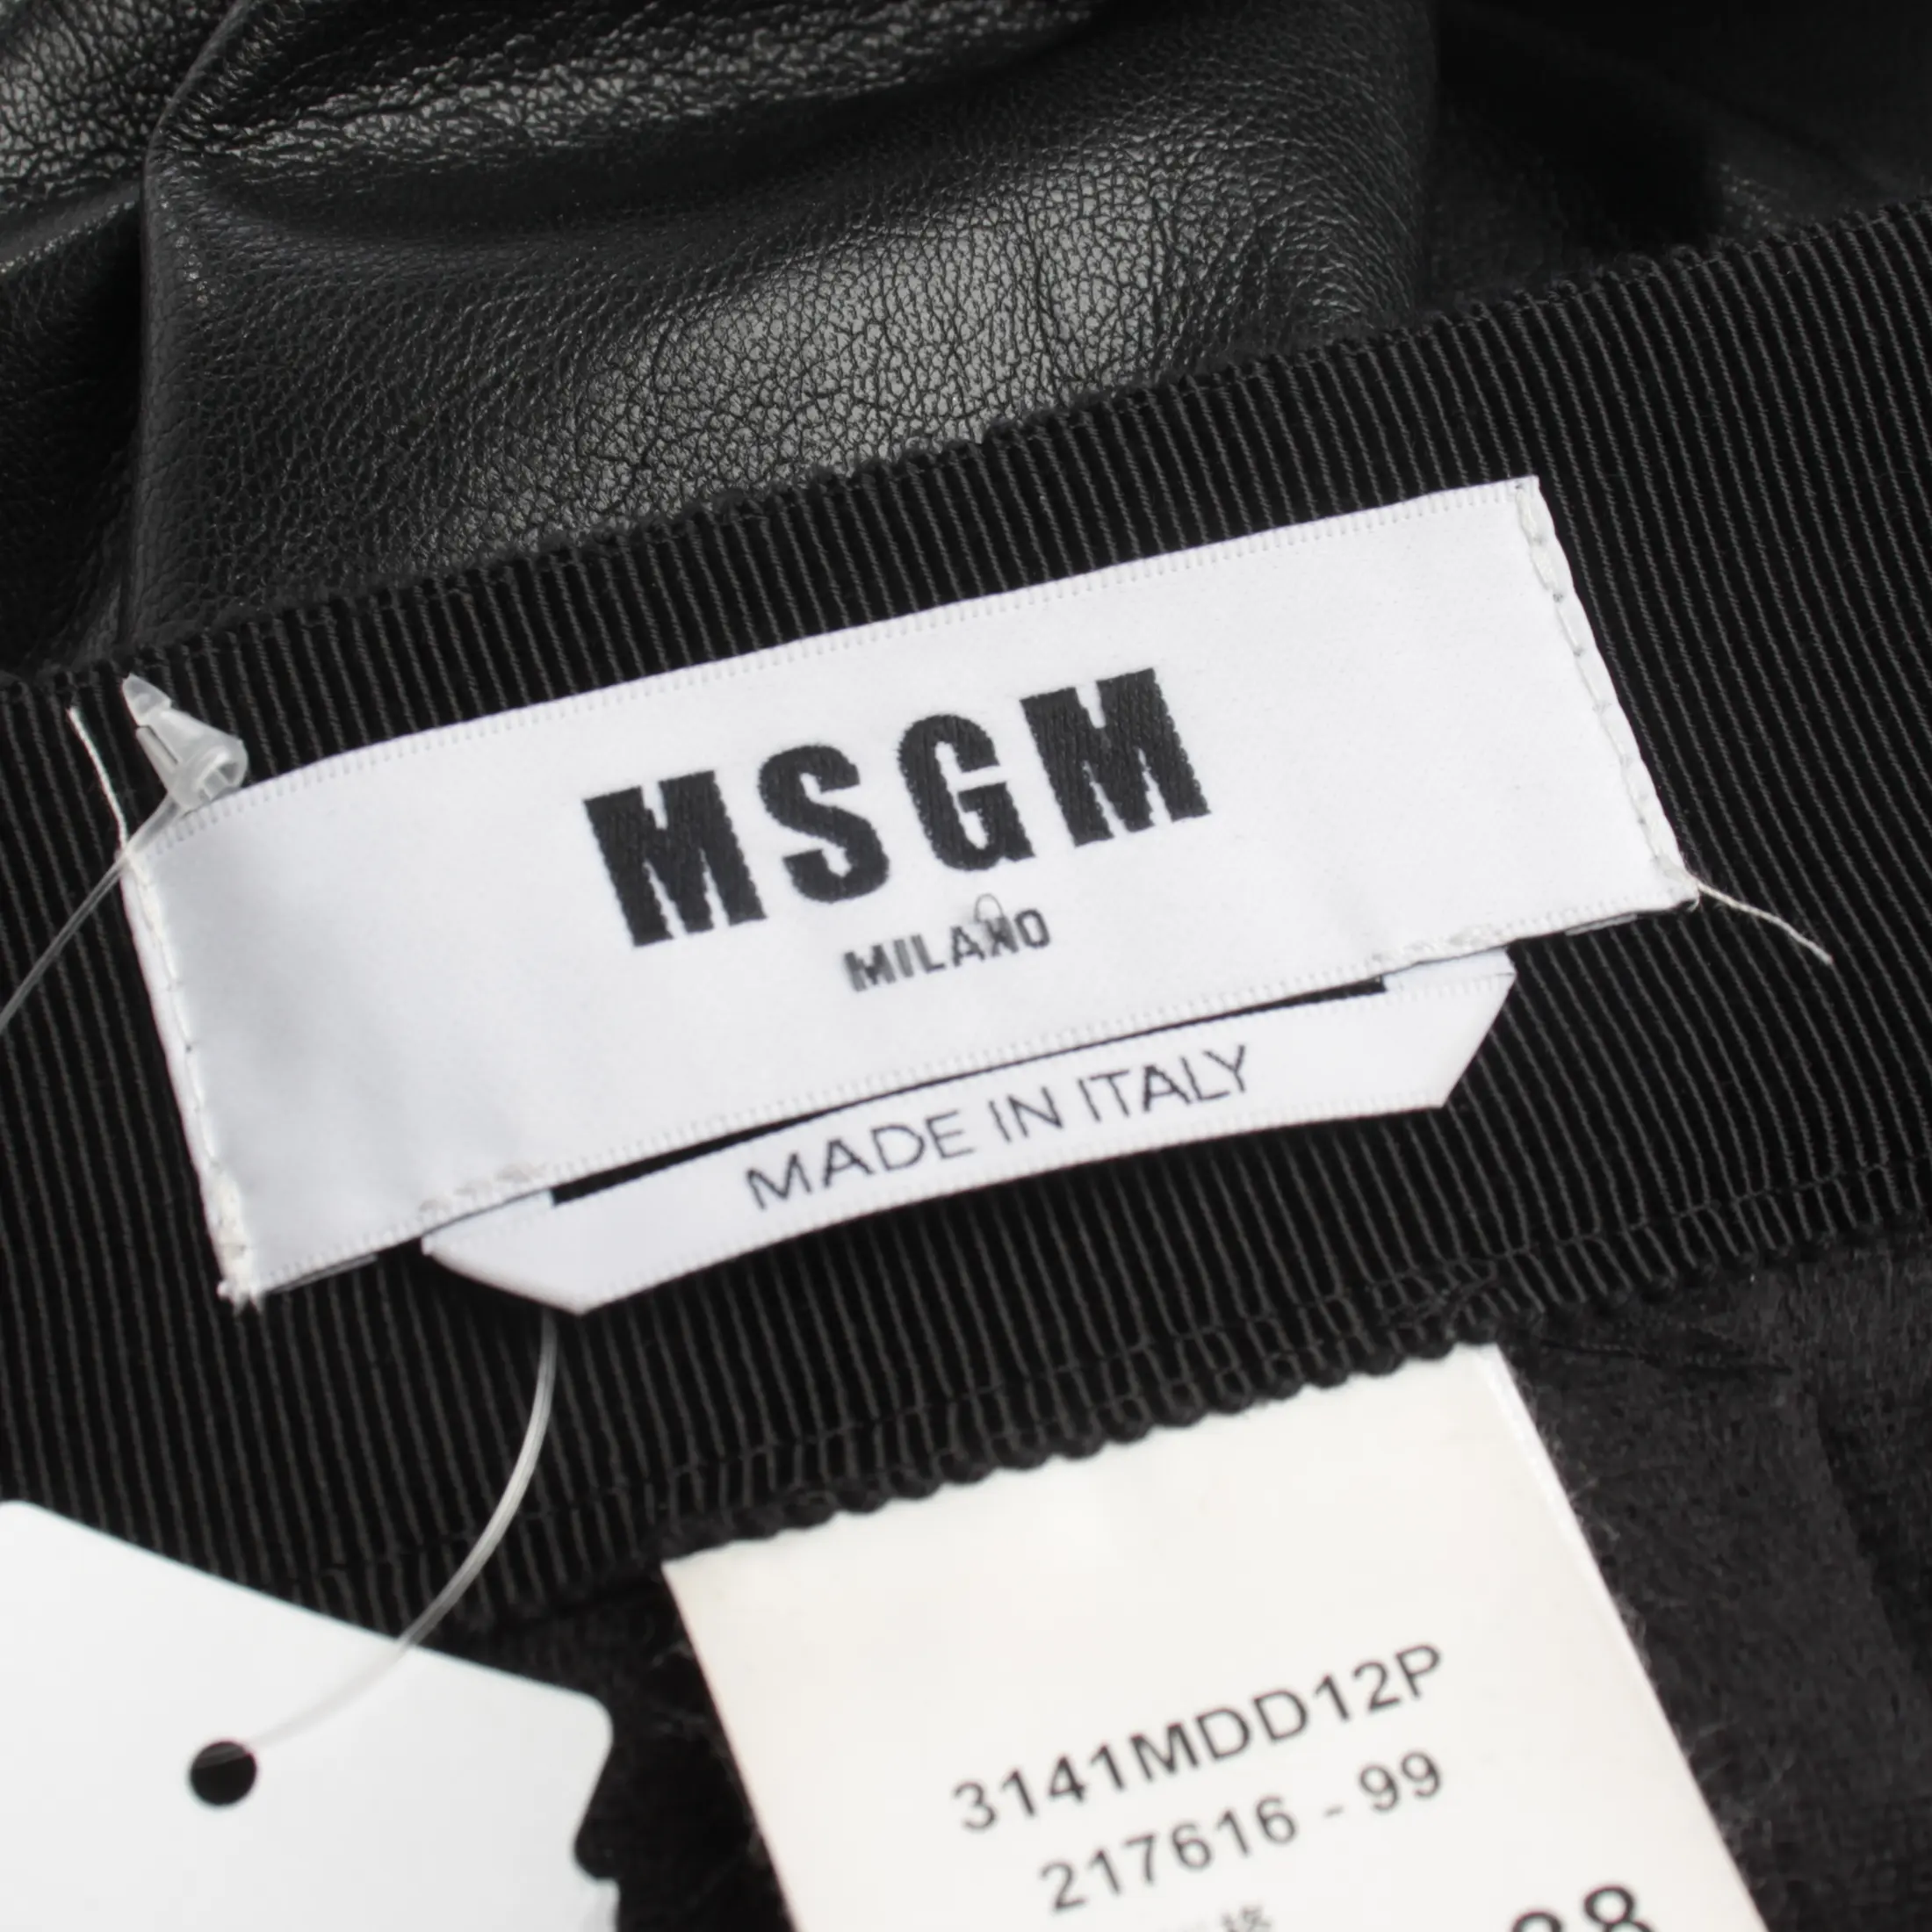 MSGM
MILANO
MADE IN ITALY
3141MDD12P
217616 - 99